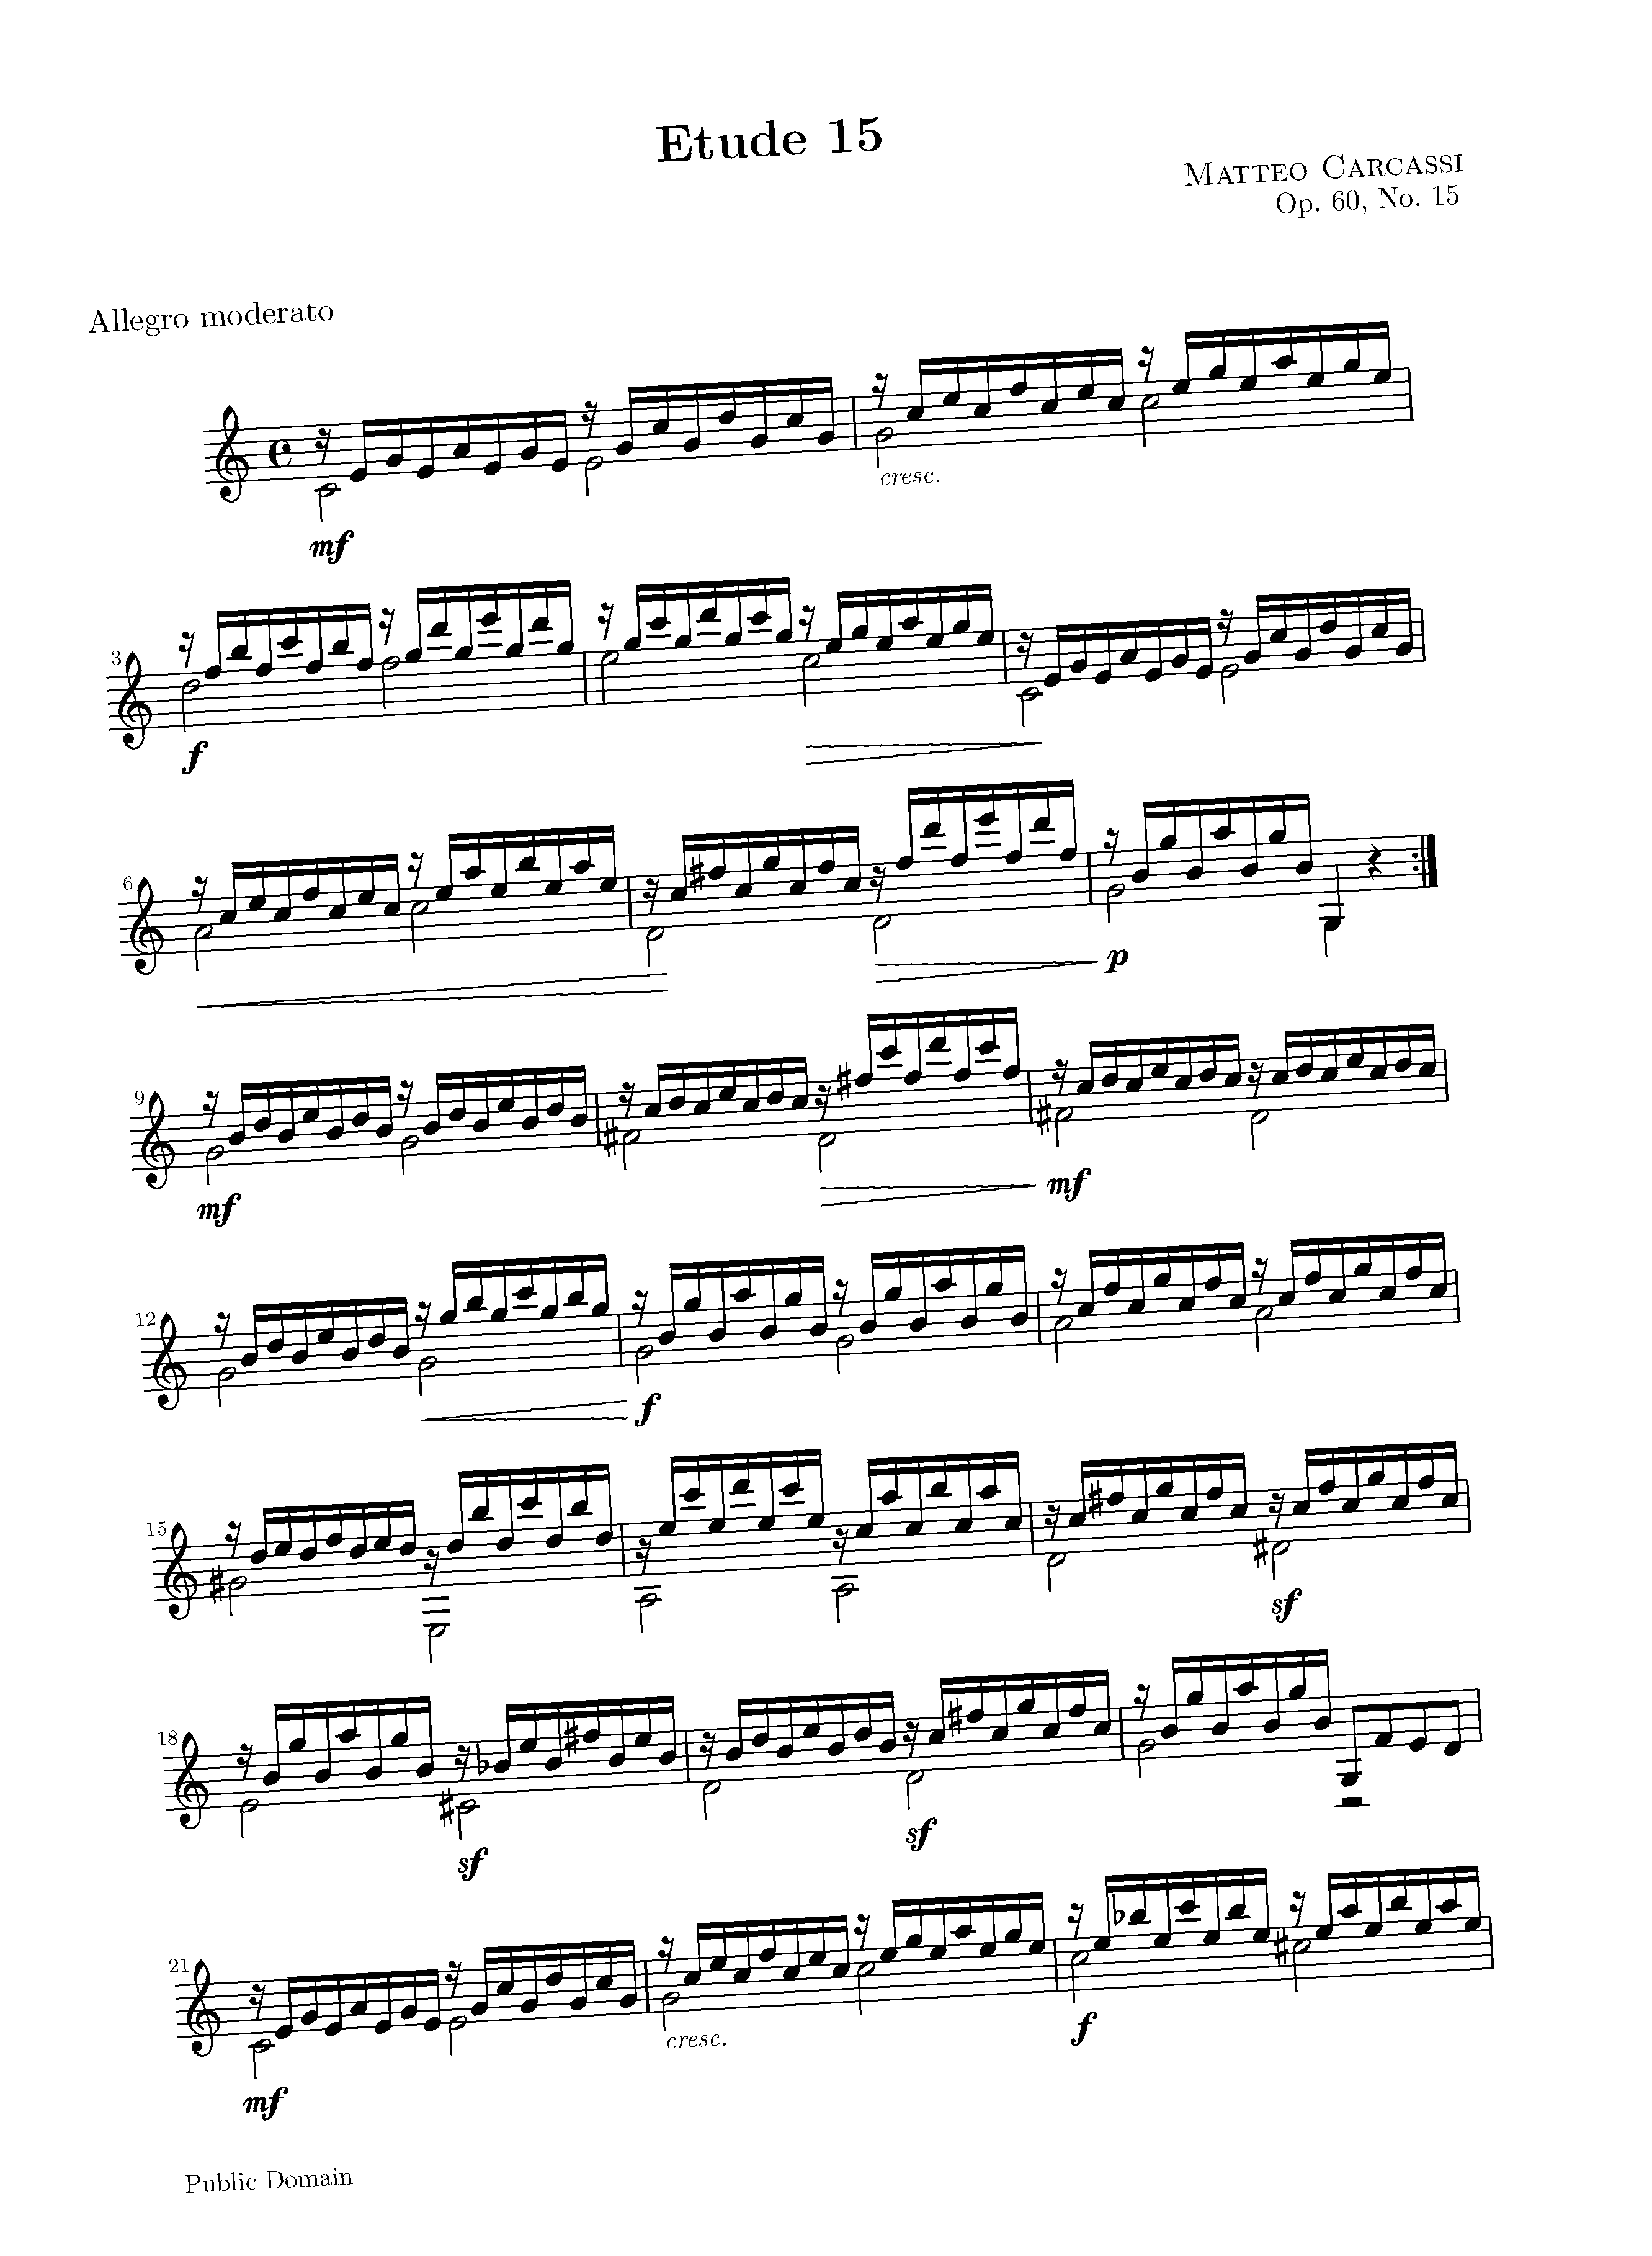 Etude 15
Matteo Carcassi
Op. 60, No. 15
Allegro moderato
mf
cresc.
3
f
6
p
9
mf
mf
12
f
15
sf
18
sf
sf
21
mf
cresc.
f
Public Domain